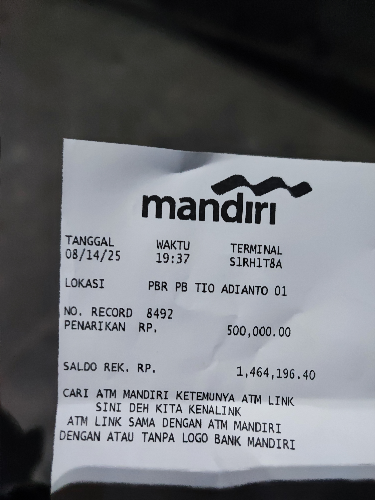 mandiri
TANGGAL WAKTU TERMINAL
08/14/25 19:37 S1RH1T8A
LOKASI PBR PB TIO ADIANTO 01
NO. RECORD 8492
PENARIKAN RP. 500,000.00
SALDO REK. RP. 1,464,196.40
CARI ATM MANDIRI KETEMUNYA ATM LINK
SINI DEH KITA KENALINK
ATM LINK SAMA DENGAN ATM MANDIRI
DENGAN ATAU TANPA LOGO BANK MANDIRI